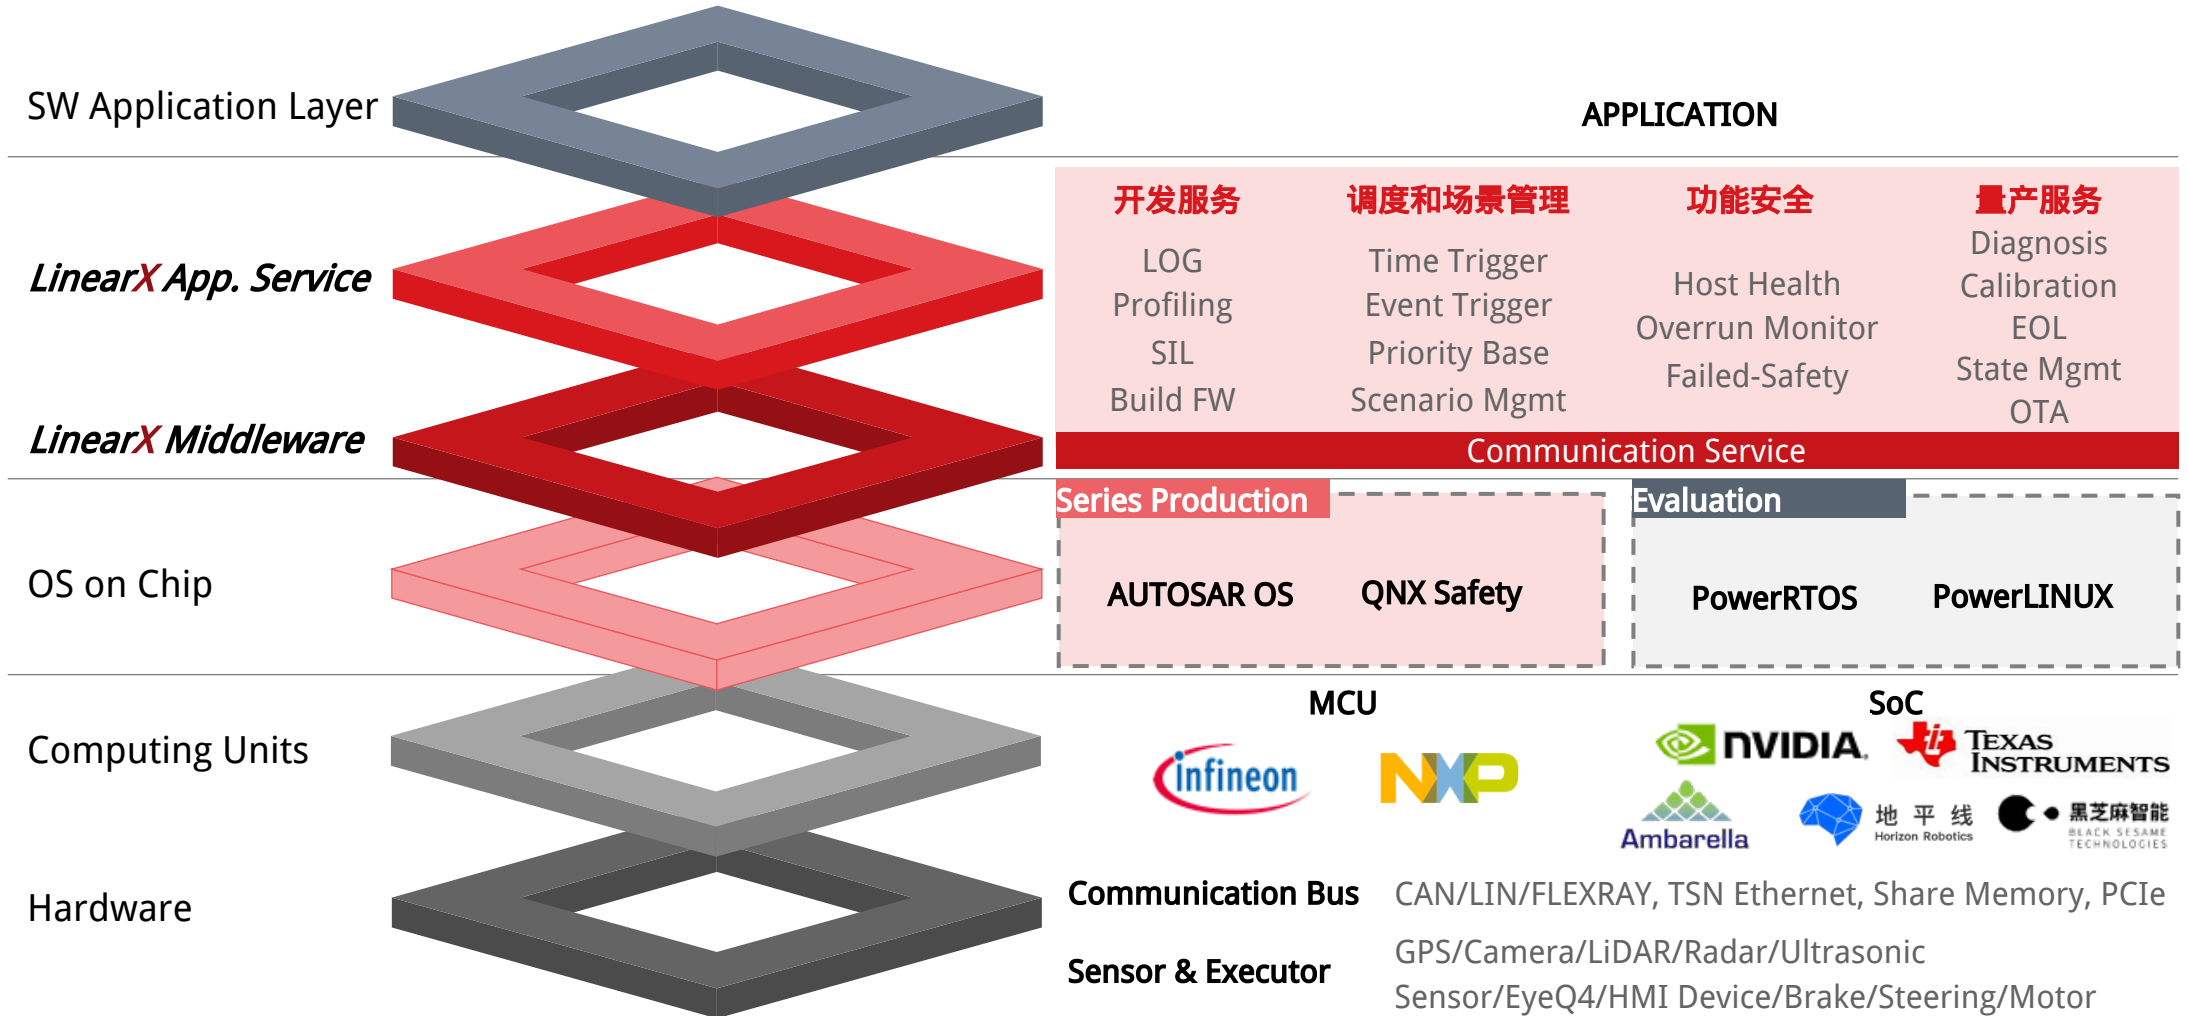 SW Application Layer
APPLICATION
LinearX App. Service
开发服务
LOG
Profiling
SIL
Build FW
调度和场景管理
Time Trigger
Event Trigger
Priority Base
Scenario Mgmt
功能安全
Host Health
Overrun Monitor
Failed-Safety
量产服务
Diagnosis
Calibration
EOL
State Mgmt
OTA
LinearX Middleware
Communication Service
OS on Chip
Series Production
AUTOSAR OS
QNX Safety
Evaluation
PowerRTOS
PowerLINUX
Computing Units
MCU
infineon
NXP
SoC
NVIDIA.
TEXAS
INSTRUMENTS
Ambarella
地平线
Horizon Robotics
黑芝麻智能
BLACK SESAME
TECHNOLOGIES
Hardware
Communication Bus
CAN/LIN/FLEXRAY, TSN Ethernet, Share Memory, PCIe
Sensor & Executor
GPS/Camera/LiDAR/Radar/Ultrasonic
Sensor/EyeQ4/HMI Device/Brake/Steering/Motor